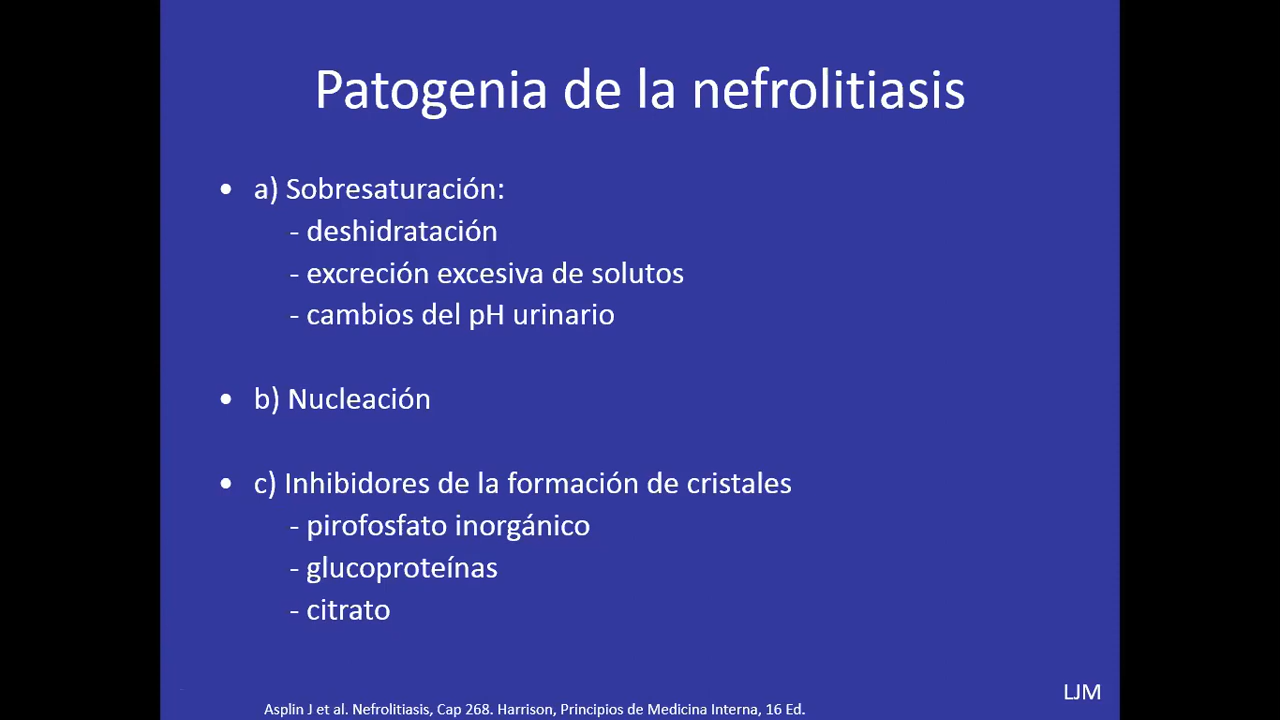 Patogenia de la nefrolitiasis
• a) Sobresaturación:
- deshidratación
- excreción excesiva de solutos
- cambios del pH urinario
• b) Nucleación
• c) Inhibidores de la formación de cristales
- pirofosfato inorgánico
- glucoproteínas
- citrato
LJM
Asplin J et al. Nefrolitiasis, Cap 268. Harrison, Principios de Medicina Interna, 16 Ed.